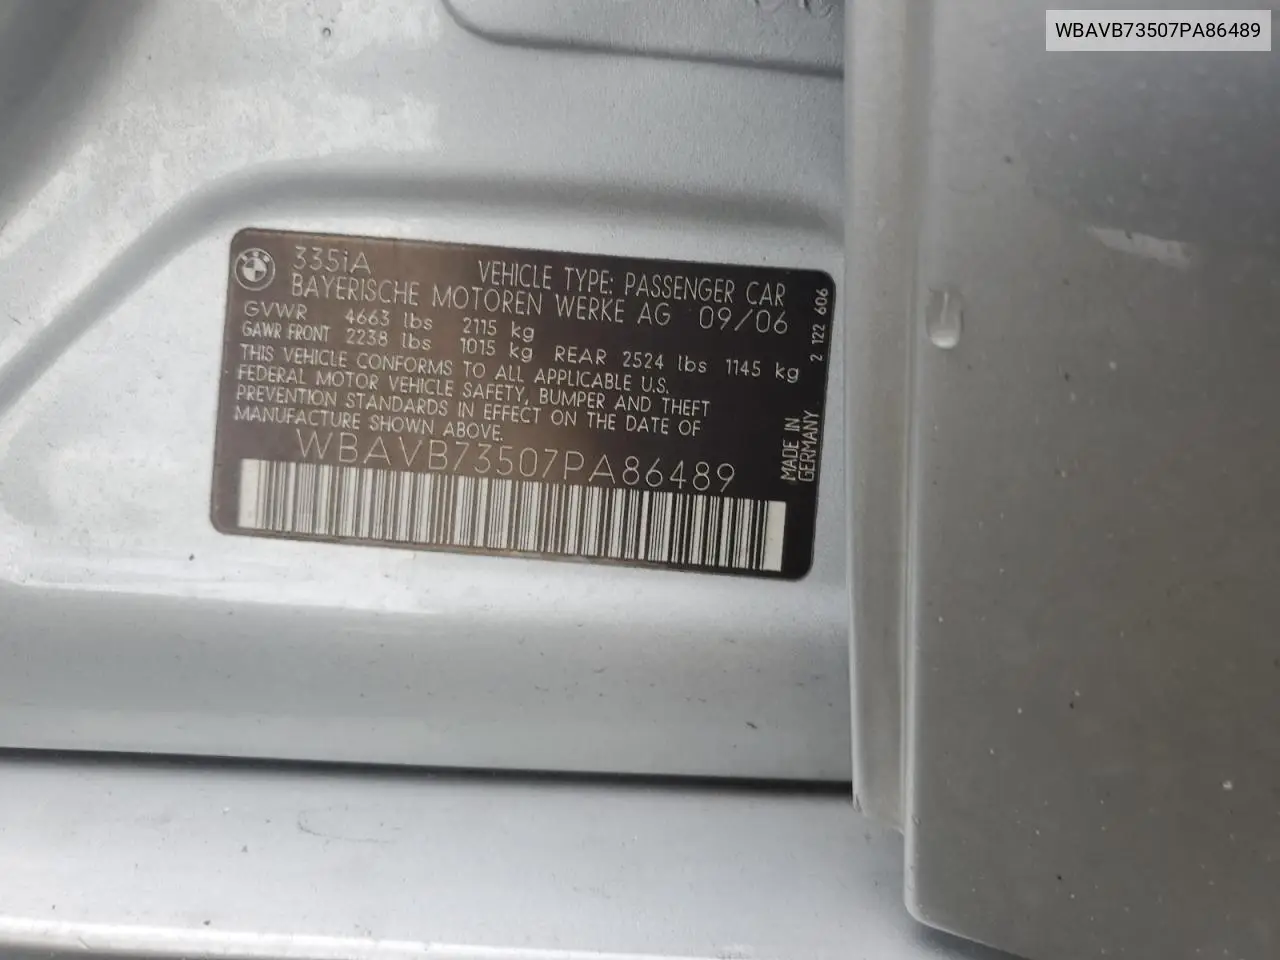 WBAVB73507PA86489
335iA VEHICLE TYPE: PASSENGER CAR
BAYERISCHE MOTOREN WERKE AG 09/06
GVWR 4663 lbs 2115 kg
GAWR FRONT 2238 lbs 1015 kg REAR 2524 lbs 1145 kg
THIS VEHICLE CONFORMS TO ALL APPLICABLE U.S.
FEDERAL MOTOR VEHICLE SAFETY, BUMPER AND THEFT
PREVENTION STANDARDS IN EFFECT ON THE DATE OF
MANUFACTURE SHOWN ABOVE.
WBAVB73507PA86489
2 122 606
MADE IN
GERMANY